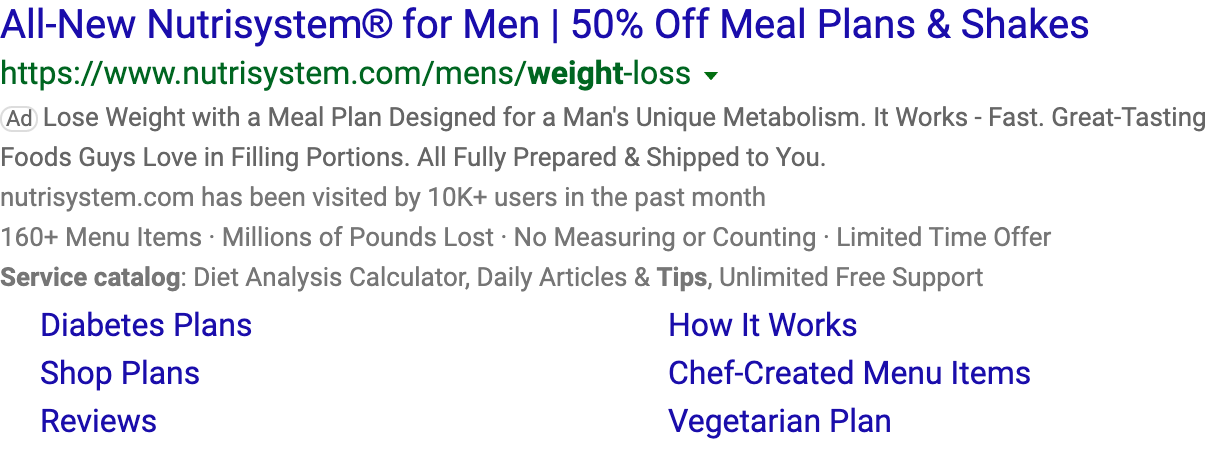 All-New Nutrisystem® for Men | 50% Off Meal Plans & Shakes
https://www.nutrisystem.com/mens/weight-loss
Ad Lose Weight with a Meal Plan Designed for a Man's Unique Metabolism. It Works - Fast. Great-Tasting
Foods Guys Love in Filling Portions. All Fully Prepared & Shipped to You.
nutrisystem.com has been visited by 10K+ users in the past month
160+ Menu Items · Millions of Pounds Lost · No Measuring or Counting · Limited Time Offer
Service catalog: Diet Analysis Calculator, Daily Articles & Tips, Unlimited Free Support
Diabetes Plans
How It Works
Shop Plans
Chef-Created Menu Items
Reviews
Vegetarian Plan